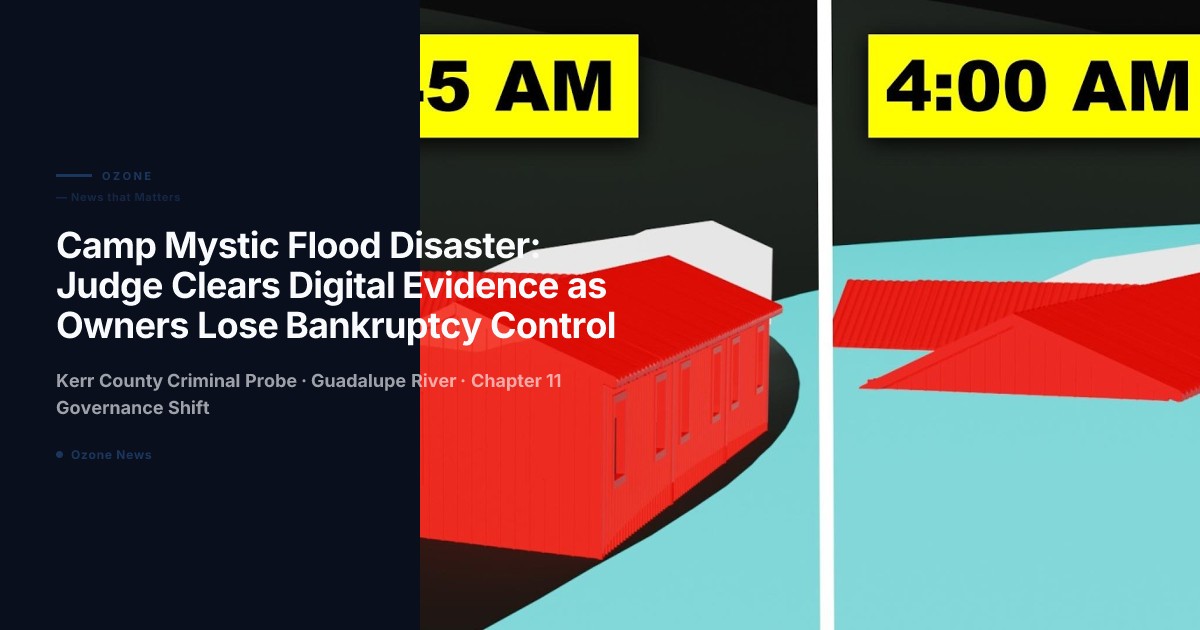 5 AM
4:00 AM
OZONE
— News that Matters
Camp Mystic Flood Disaster:
Judge Clears Digital Evidence as
Owners Lose Bankruptcy Control
Kerr County Criminal Probe · Guadalupe River · Chapter 11
Governance Shift
Ozone News